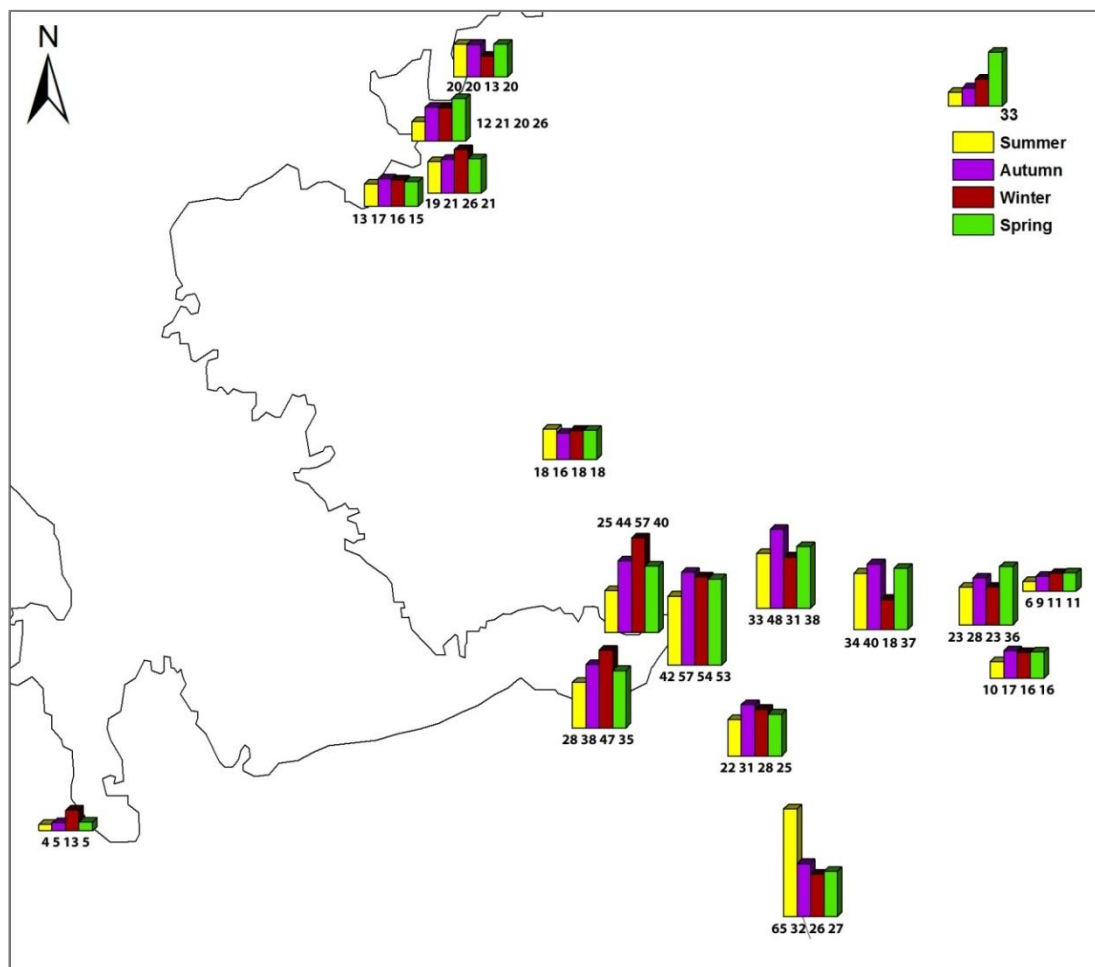 N
20 20 13 20
12 21 20 26
19 21 26 21
13 17 16 15
33
Summer
Autumn
Winter
Spring
18 16 18 18
25 44 57 40
33 48 31 38
6 9 11 11
23 28 23 36
34 40 18 37
42 57 54 53
10 17 16 16
28 38 47 35
22 31 28 25
4 5 13 5
65 32 26 27